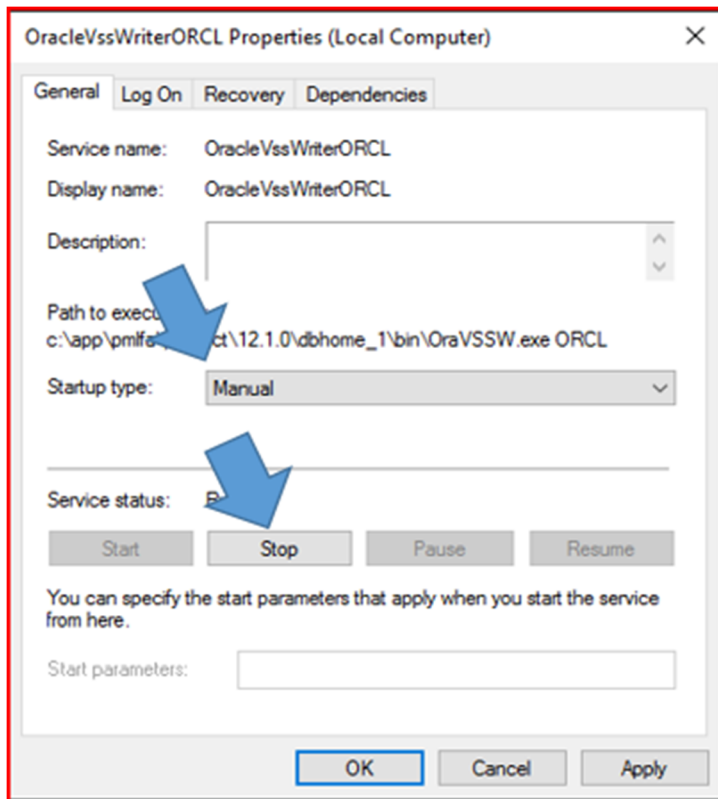 OracleVssWriterORCL Properties (Local Computer)
General Log On Recovery Dependencies
Service name: OracleVssWriterORCL
Display name: OracleVssWriterORCL
Description:
Path to
c:\app\ ct\12.1.0\dbhome_1\bin\OraVSSW.exe ORCL
Startup type: Manual
Service status:
Start Stop Pause Resume
You can specify the start parameters that apply when you start the service
from here.
Start parameters:
OK Cancel Apply